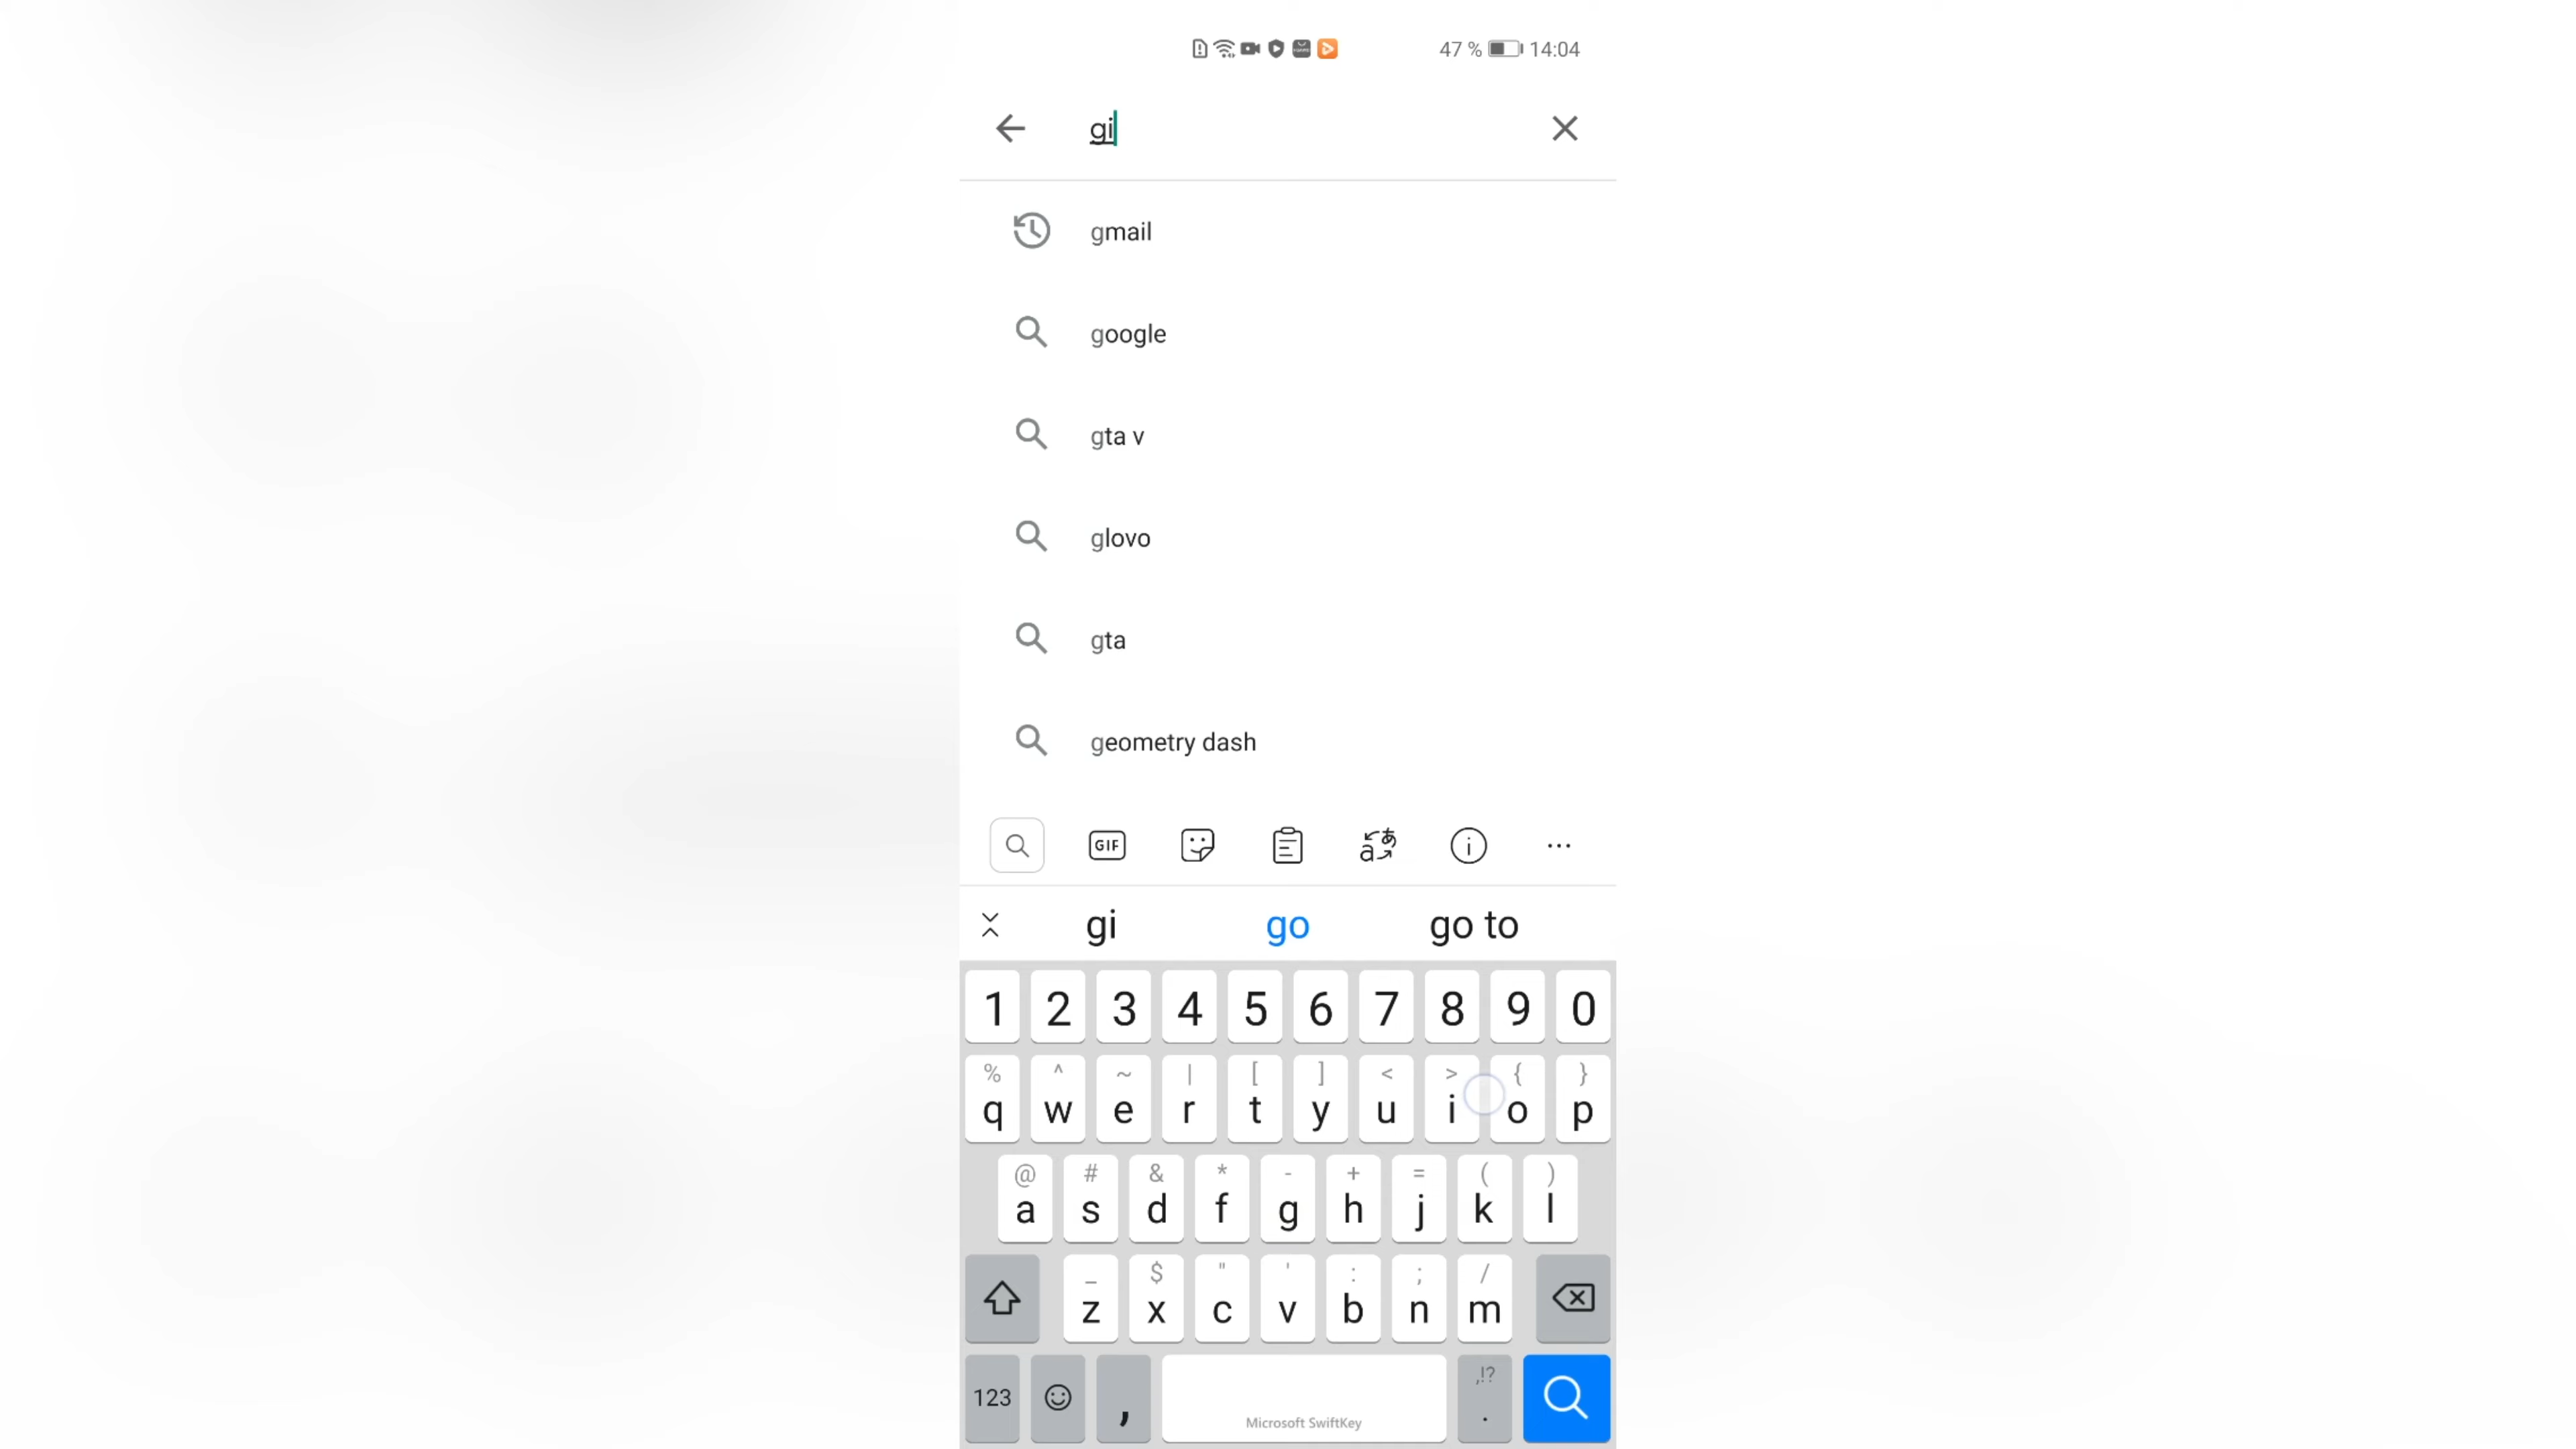 47 % 14:04
gi
gmail
google
gta v
glovo
gta
geometry dash
GIF
gi go go to
1 2 3 4 5 6 7 8 9 0
% ^ ~ | [ ] < > { }
q w e r t y u i o p
@ # & * - + = ( )
a s d f g h j k l
_ $ " ' : ; /
z x c v b n m
,!?
123 , Microsoft SwiftKey .